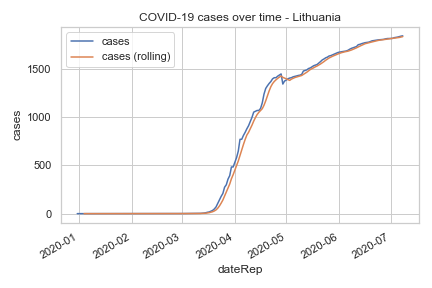 COVID-19 cases over time - Lithuania
cases
cases (rolling)
1500
1000
500
0
cases
2020-01
2020-02
2020-03
2020-04
2020-05
2020-06
2020-07
dateRep